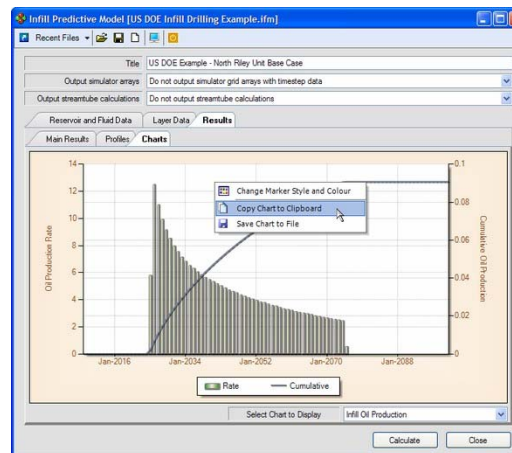 Infill Predictive Model [US DOE Infill Drilling Example.ifm]
Recent Files
Title US DOE Example - North Riley Unit Base Case
Output simulator arrays Do not output simulator grid arrays with timestep data
Output streamtube calculations Do not output streamtube calculations
Reservoir and Fluid Data Layer Data Results
Main Results Profiles Charts
14 0.1
12 0.08
10
8 0.06
6 0.04
4 0.02
2
0 0
Oil Production Rate
Cumulative Oil Production
Change Marker Style and Colour
Copy Chart to Clipboard
Save Chart to File
Jan-2016 Jan-2034 Jan-2052 Jan-2070 Jan-2088
Rate Cumulative
Select Chart to Display Infill Oil Production
Calculate Close